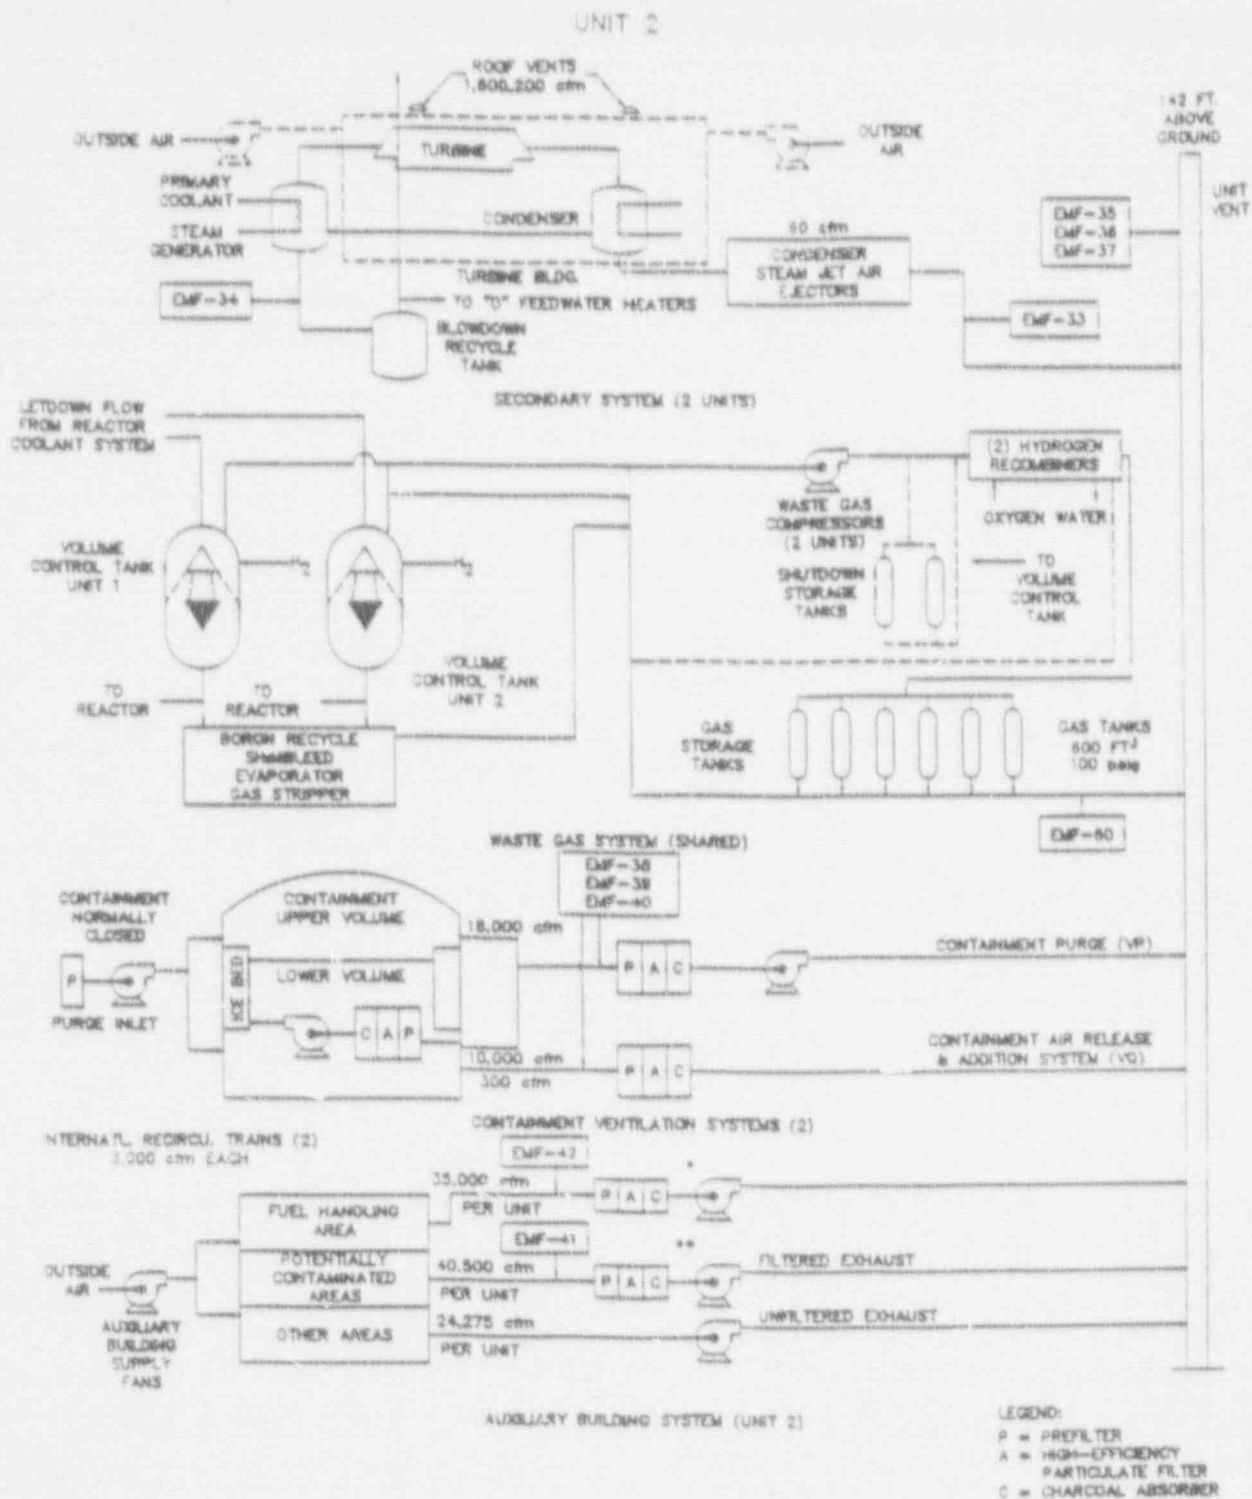 UNIT 2
ROOF VENTS
1,600,200 cfm
142 FT.
ABOVE
GROUND
OUTSIDE AIR
TURBINE
OUTSIDE
AIR
UNIT
VENT
PRIMARY
COOLANT
STEAM
GENERATOR
CONDENSER
EMF-35
EMF-36
EMF-37
60 cfm
CONDENSER
STEAM JET AIR
EJECTORS
TURBINE BLDG.
EMF-34
TO "D" FEEDWATER HEATERS
EMF-33
BLOWDOWN
RECYCLE
TANK
SECONDARY SYSTEM (2 UNITS)
LETDOWN FLOW
FROM REACTOR
COOLANT SYSTEM
(2) HYDROGEN
RECOMBINERS
WASTE GAS
COMPRESSORS
(2 UNITS)
OXYGEN WATER
VOLUME
CONTROL TANK
UNIT 1
H2
H2
SHUTDOWN
STORAGE
TANKS
TO
VOLUME
CONTROL
TANK
VOLUME
CONTROL TANK
UNIT 2
TO
REACTOR
TO
REACTOR
BORON RECYCLE
EVAPORATOR
GAS STRIPPER
GAS
STORAGE
TANKS
GAS TANKS
600 FT3
100 psig
EMF-50
WASTE GAS SYSTEM (SHARED)
EMF-38
EMF-39
EMF-40
CONTAINMENT
NORMALLY
CLOSED
CONTAINMENT
UPPER VOLUME
18,000 cfm
CONTAINMENT PURGE (VP)
P
P A C
ICE BED
LOWER VOLUME
PURGE INLET
C A P
10,000 cfm
300 cfm
P A C
CONTAINMENT AIR RELEASE
& ADDITION SYSTEM (VQ)
CONTAINMENT VENTILATION SYSTEMS (2)
INTERNAL RECIRCU. TRAINS (2)
cfm EACH
EMF-42
35,000 cfm
PER UNIT
P A C
*
FUEL HANDLING
AREA
EMF-41
**
POTENTIALLY
CONTAMINATED
AREAS
40,500 cfm
PER UNIT
P A C
FILTERED EXHAUST
OUTSIDE
AIR
OTHER AREAS
24,275 cfm
PER UNIT
UNFILTERED EXHAUST
AUXILIARY
BUILDING
SUPPLY
FANS
AUXILIARY BUILDING SYSTEM (UNIT 2)
LEGEND:
P = PREFILTER
A = HIGH-EFFICIENCY
PARTICULATE FILTER
C = CHARCOAL ABSORBER